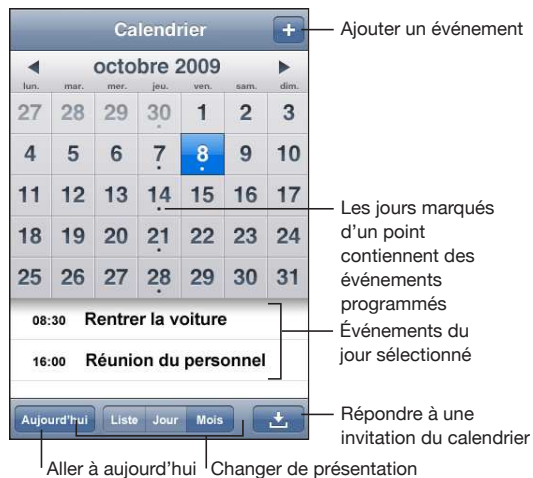 Calendrier
+
Ajouter un événement
octobre 2009
lun. mar. mer. jeu. ven. sam. dim.
27 28 29 30 1 2 3
4 5 6 7 8 9 10
11 12 13 14 15 16 17
18 19 20 21 22 23 24
25 26 27 28 29 30 31
Les jours marqués
d'un point
contiennent des
événements
programmés
08:30 Rentrer la voiture
16:00 Réunion du personnel
Événements du
jour sélectionné
Aujourd'hui Liste Jour Mois
Répondre à une
invitation du calendrier
Aller à aujourd'hui
Changer de présentation